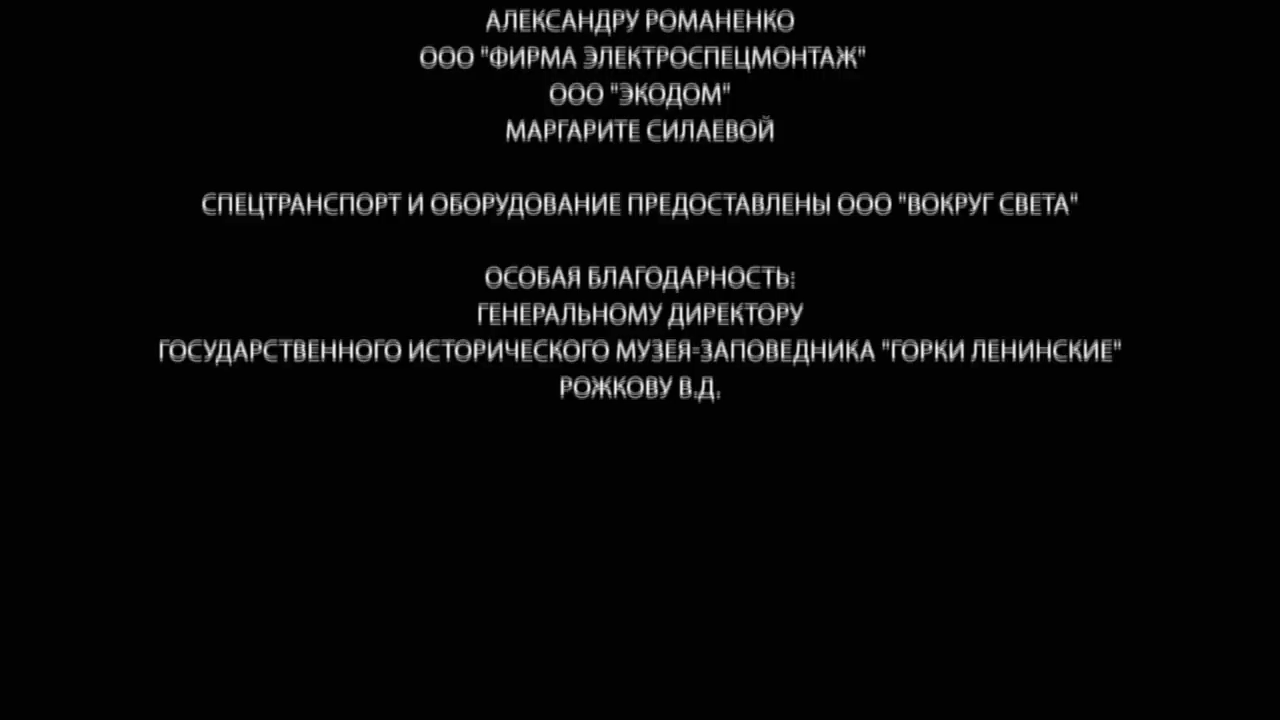 АЛЕКСАНДРУ РОМАНЕНКО
ООО "ФИРМА ЭЛЕКТРОСПЕЦМОНТАЖ"
ООО "ЭКОДОМ"
МАРГАРИТЕ СИЛАЕВОЙ
СПЕЦТРАНСПОРТ И ОБОРУДОВАНИЕ ПРЕДОСТАВЛЕНЫ ООО "ВОКРУГ СВЕТА"
ОСОБАЯ БЛАГОДАРНОСТЬ:
ГЕНЕРАЛЬНОМУ ДИРЕКТОРУ
ГОСУДАРСТВЕННОГО ИСТОРИЧЕСКОГО МУЗЕЯ-ЗАПОВЕДНИКА "ГОРКИ ЛЕНИНСКИЕ"
РОЖКОВУ В.Д.